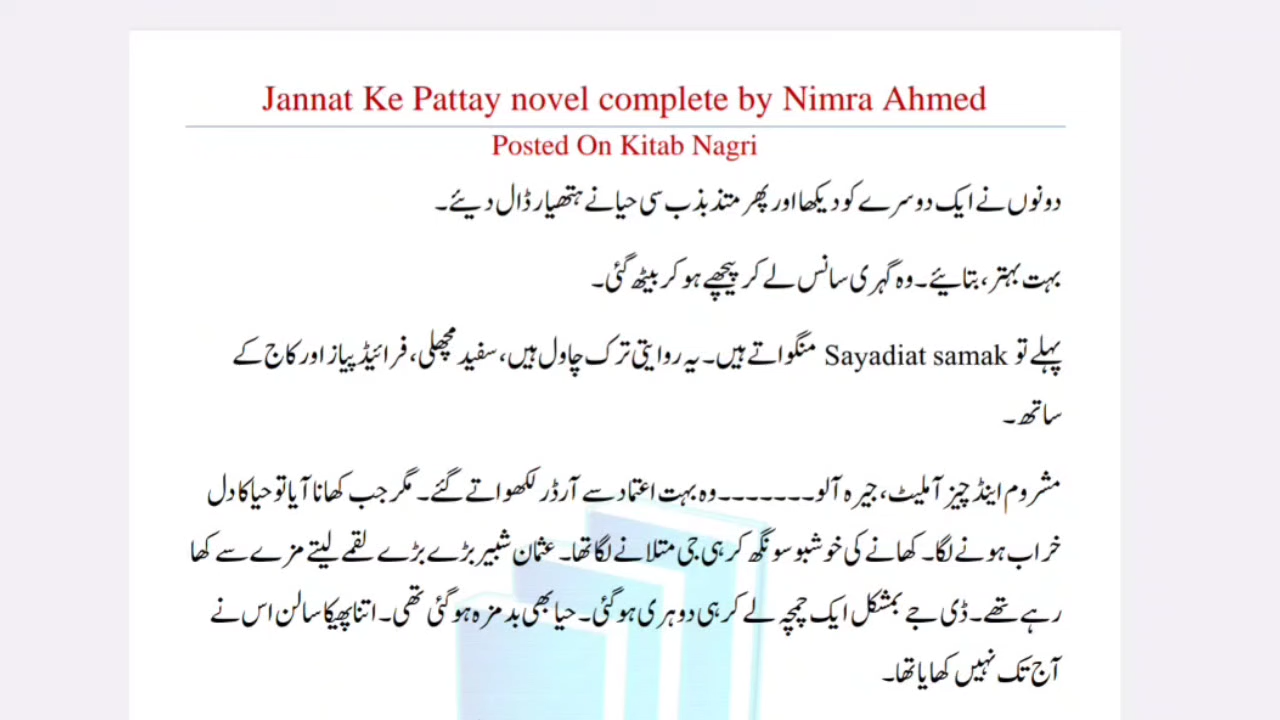 Jannat Ke Pattay novel complete by Nimra Ahmed
Posted On Kitab Nagri
دونوں نے ایک دوسرے کو دیکھا اور پھر متذبذب سی حیا نے ہتھیار ڈال دیئے۔
بہت بہتر، بتایئے۔ وہ گہری سانس لے کر پیچھے ہو کر بیٹھ گئی۔
پہلے تو Sayadiat samak منگواتے ہیں۔ یہ روایتی ترک چاول ہیں، سفید مچھلی، فرائیڈ پیاز اور کاج کے
ساتھ۔
مشروم اینڈ چیز آملیٹ، جیرہ آلو۔۔۔۔۔۔۔ وہ بہت اعتماد سے آرڈر لکھواتے گئے۔ مگر جب کھانا آیا تو حیا کا دل
خراب ہونے لگا۔ کھانے کی خوشبو سونگھ کر ہی جی متلانے لگا تھا۔ عثمان شبیر بڑے بڑے لقمے لیتے مزے سے کھا
رہے تھے۔ ڈی جے بمشکل ایک چمچہ لے کر ہی دوہری ہو گئی۔ حیا بھی بد مزہ ہو گئی تھی۔ اتنا پھیکا سالن اس نے
آج تک نہیں کھایا تھا۔